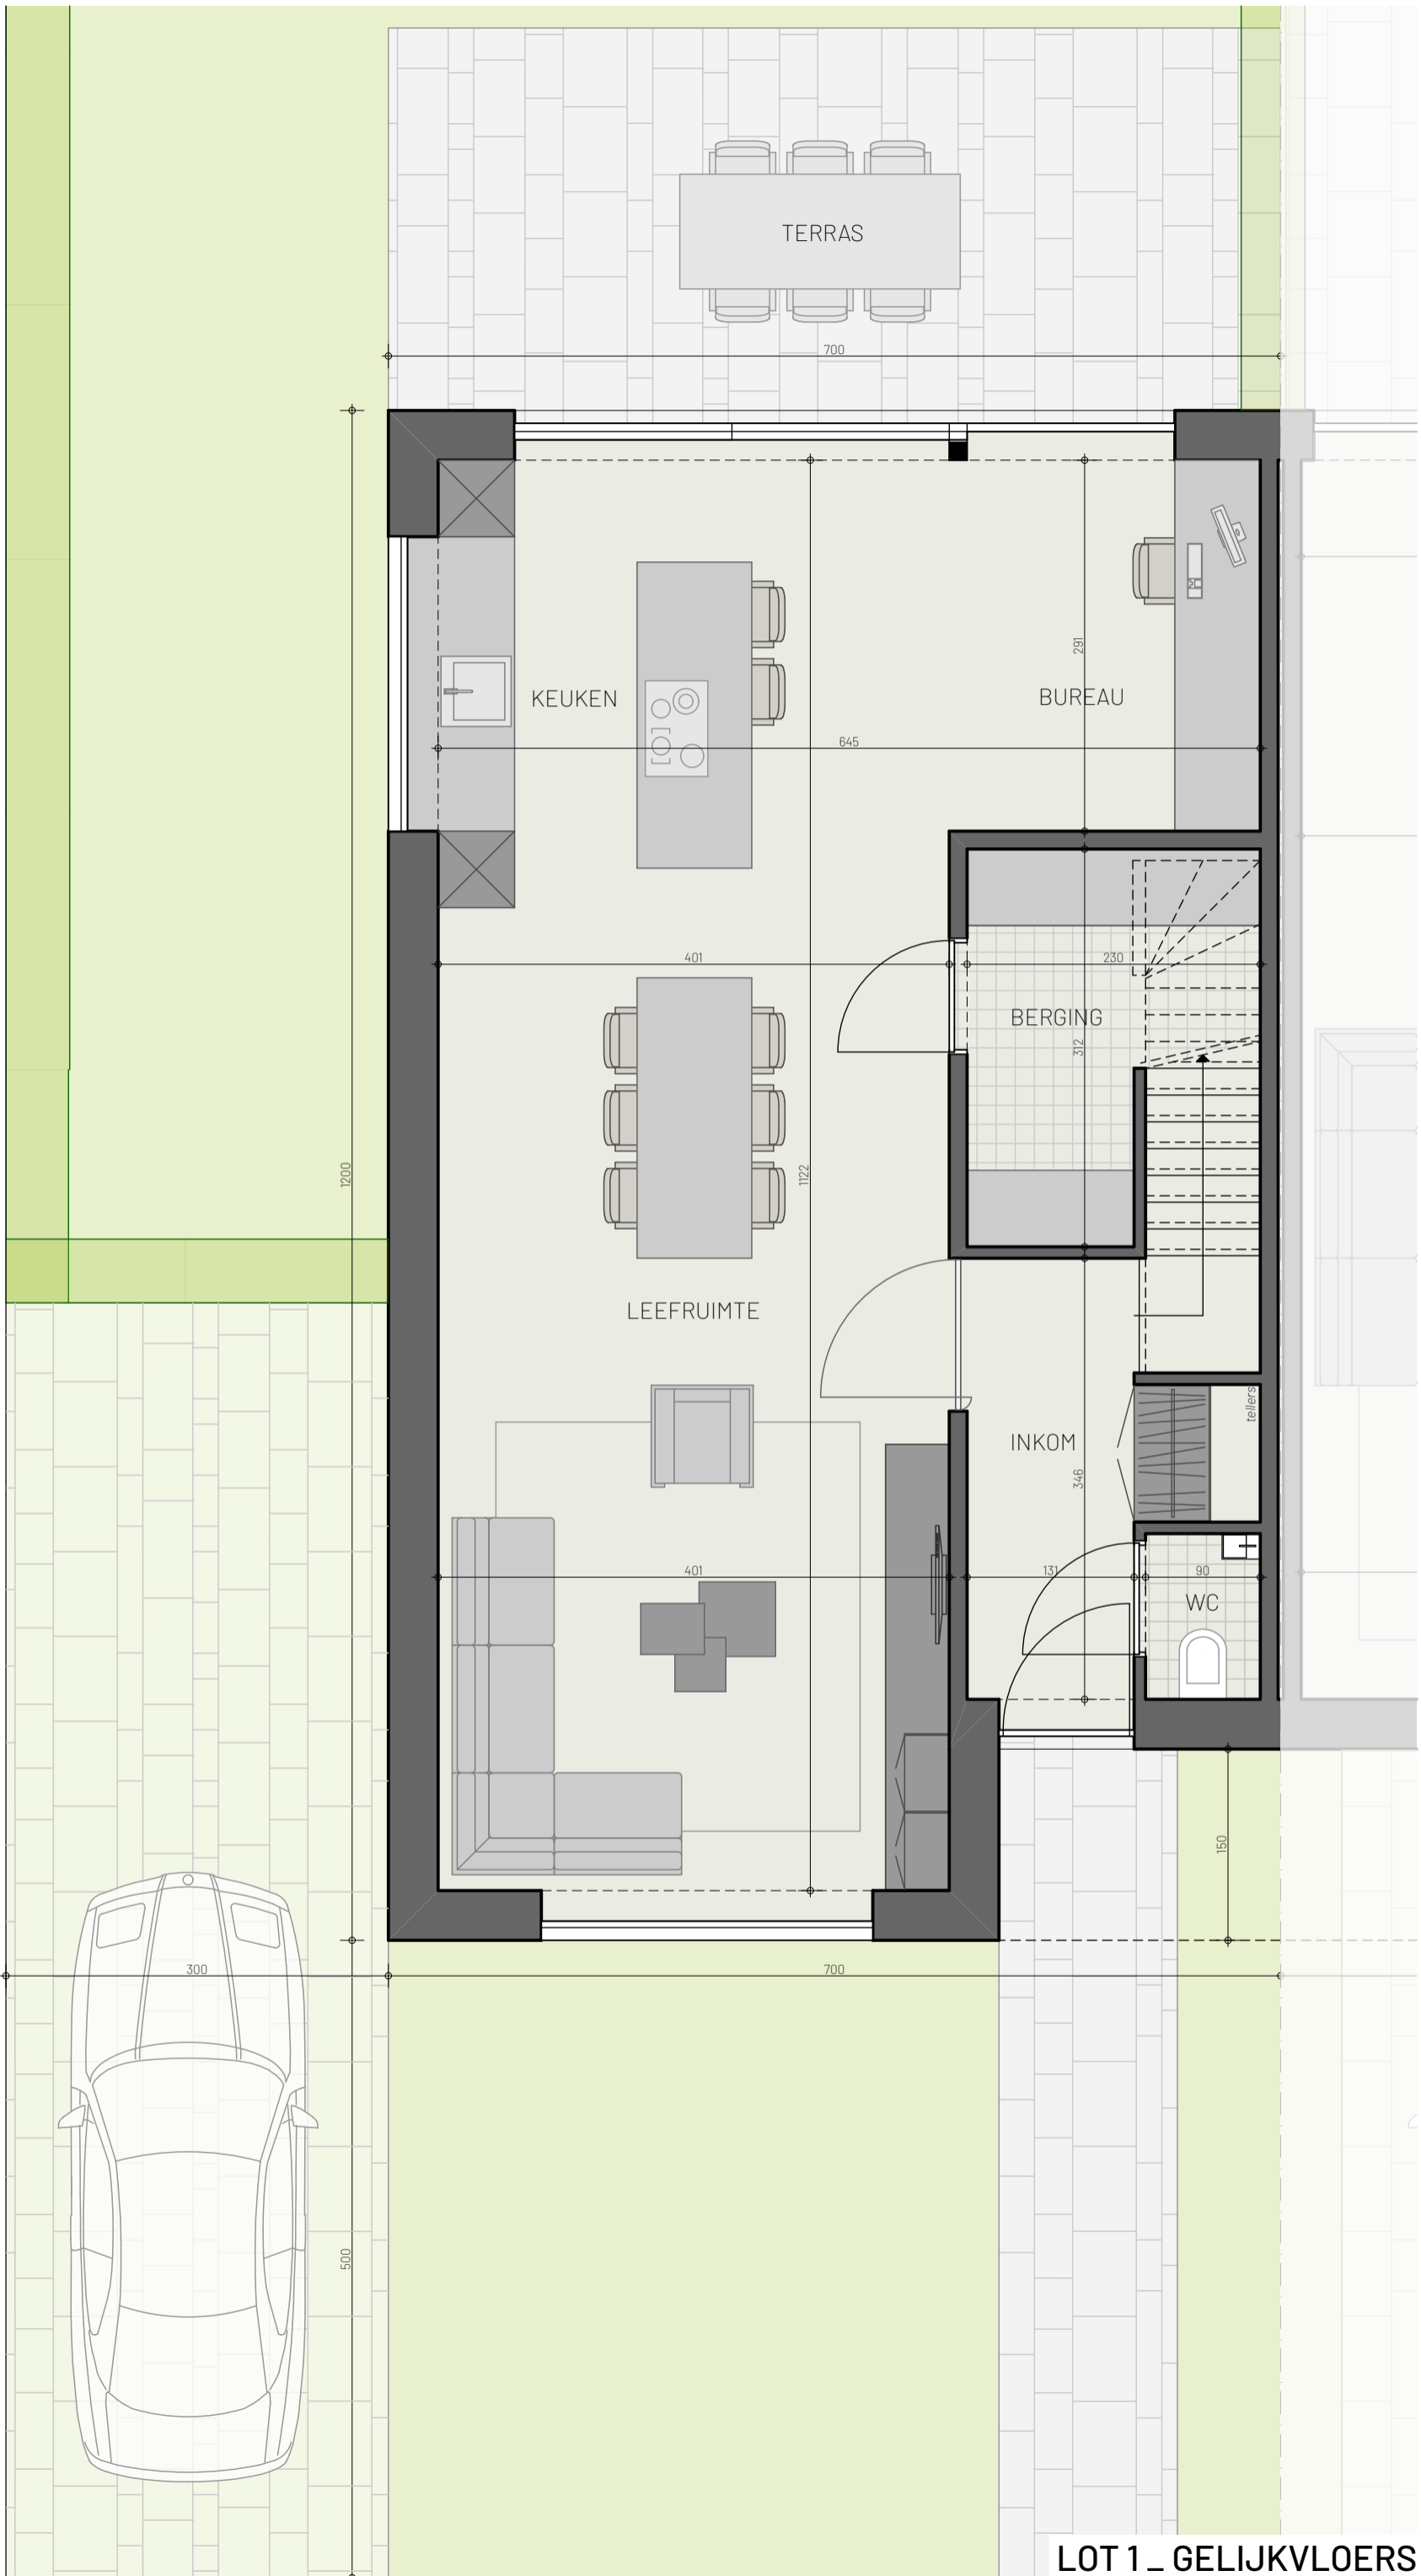 TERRAS
700
KEUKEN
BUREAU
291
645
401
230
BERGING
312
1200
1122
LEEFRUIMTE
tellers
INKOM
346
401
131
90
WC
150
300
700
500
LOT 1 _ GELIJKVLOERS